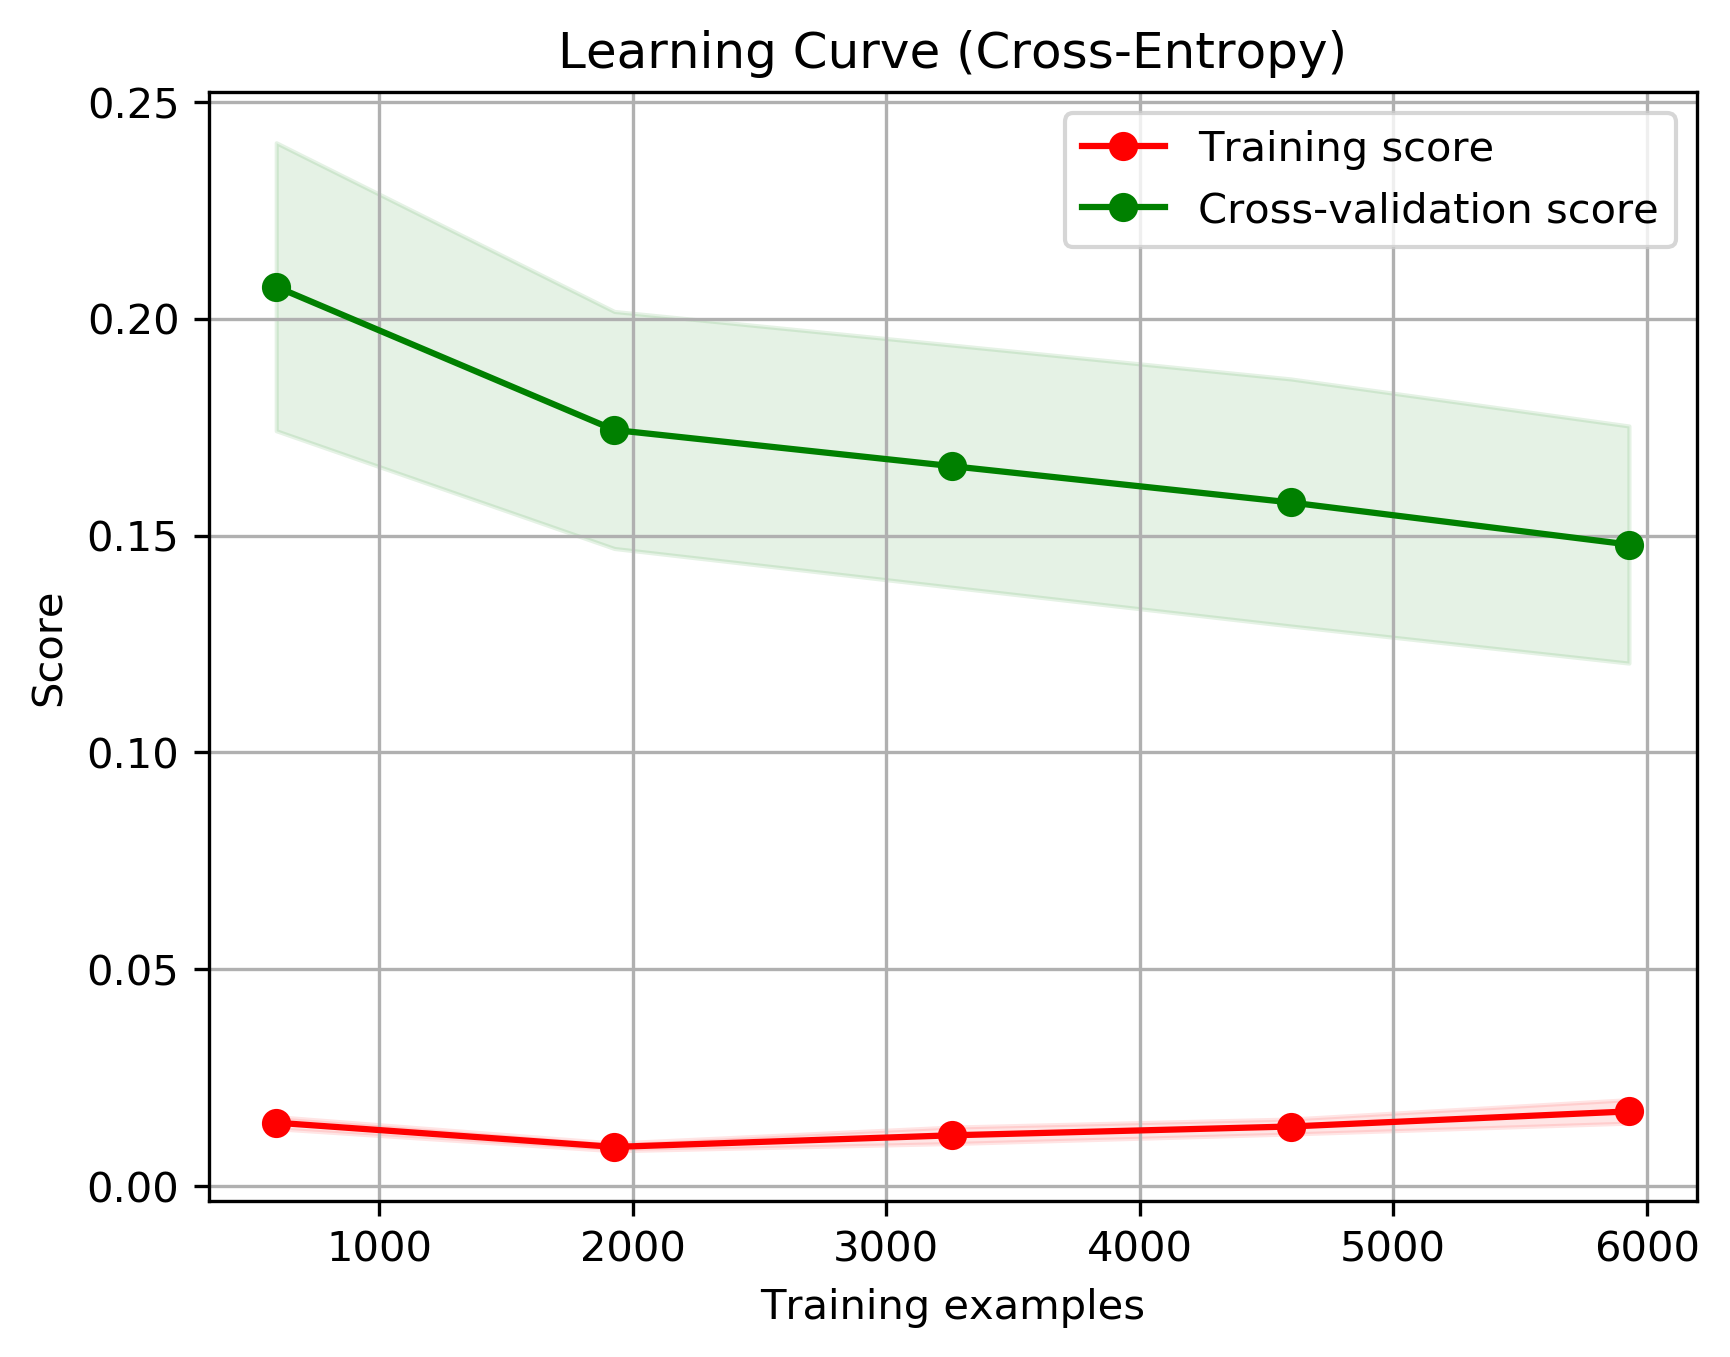 Learning Curve (Cross-Entropy)
Training score
Cross-validation score
0.25
0.20
0.15
0.10
0.05
0.00
Score
1000 2000 3000 4000 5000 6000
Training examples